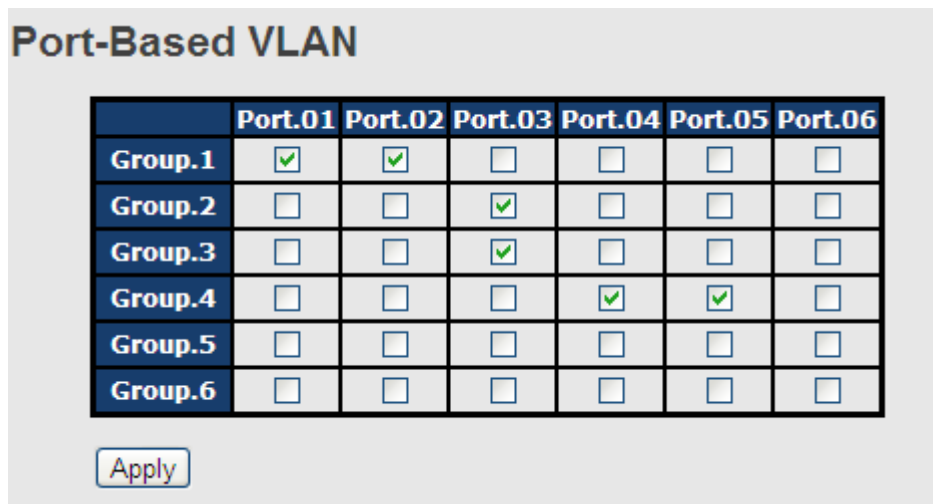 Port-Based VLAN
Port.01 Port.02 Port.03 Port.04 Port.05 Port.06
Group.1
Group.2
Group.3
Group.4
Group.5
Group.6
Apply